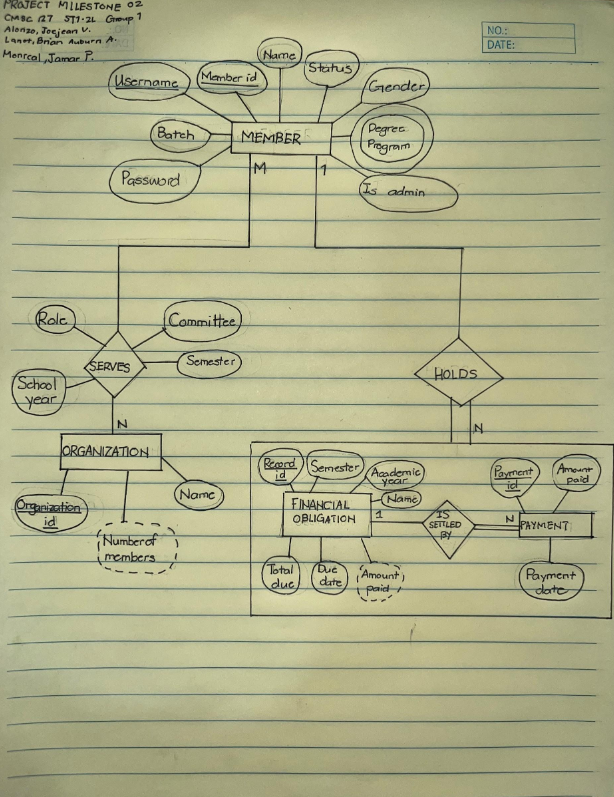 PROJECT MILESTONE 02
CMSC 127 ST1-2L Group 1
Alonzo, Joejean V.
Lanot, Brian Auburn A.
Monreal, Jamar P.
NO.:
DATE:
Name
Username
Member id
Status
Gender
Batch
MEMBER
Degree
Program
Password
M
1
Is admin
Role
Committee
SERVES
Semester
School
year
HOLDS
N
N
ORGANIZATION
Organization
id
Name
Number of
members
Record
id
Semester
Academic
year
Name
Payment
id
Amount
paid
FINANCIAL
OBLIGATION
1
IS
SETTLED
BY
N
PAYMENT
Total
due
Due
date
Amount
paid
Payment
date